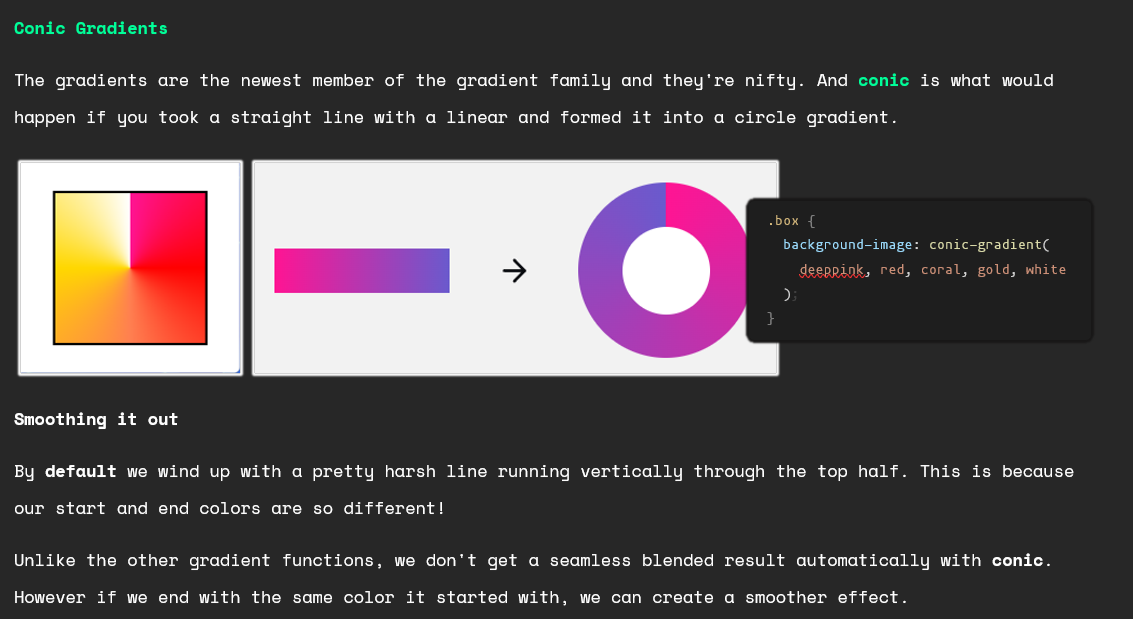 Conic Gradients
The gradients are the newest member of the gradient family and they're nifty. And conic is what would
happen if you took a straight line with a linear and formed it into a circle gradient.
.box {
background-image: conic-gradient(
deeppink, red, coral, gold, white
);
}
Smoothing it out
By default we wind up with a pretty harsh line running vertically through the top half. This is because
our start and end colors are so different!
Unlike the other gradient functions, we don't get a seamless blended result automatically with conic.
However if we end with the same color it started with, we can create a smoother effect.